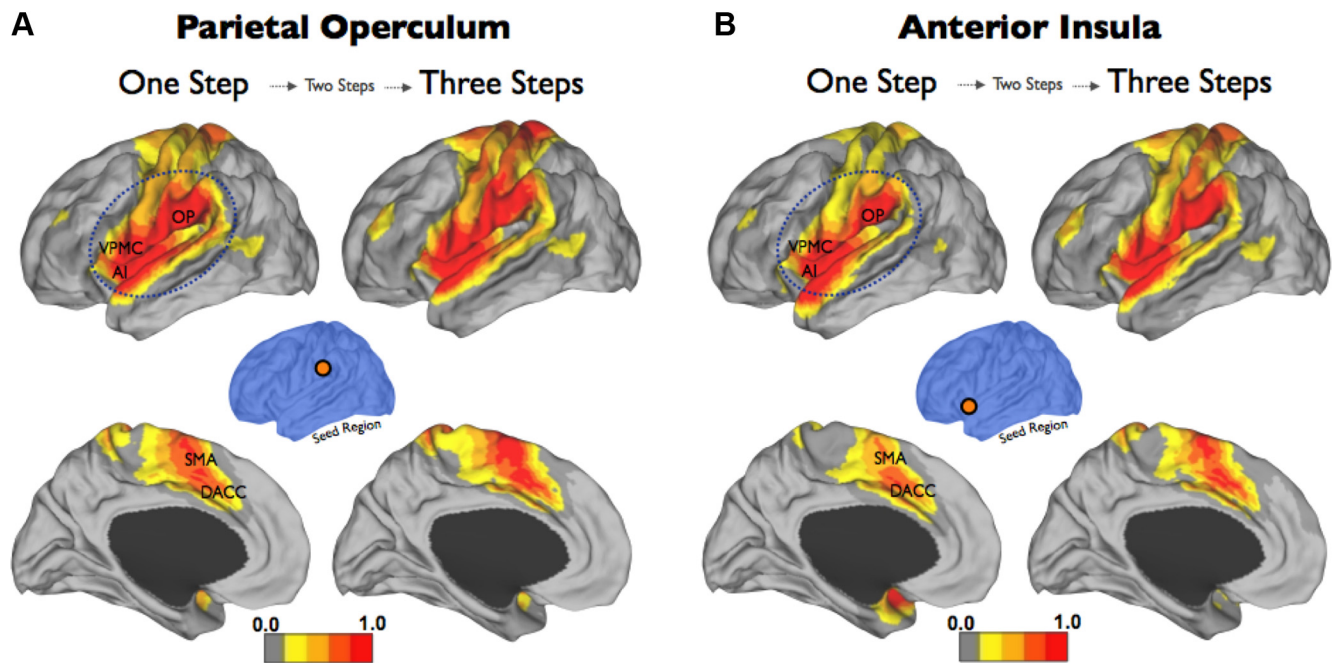 A Parietal Operculum
One Step Two Steps Three Steps
OP
VPMC
AI
Seed Region
SMA
DACC
0.0 1.0
B Anterior Insula
One Step Two Steps Three Steps
OP
VPMC
AI
Seed Region
SMA
DACC
0.0 1.0